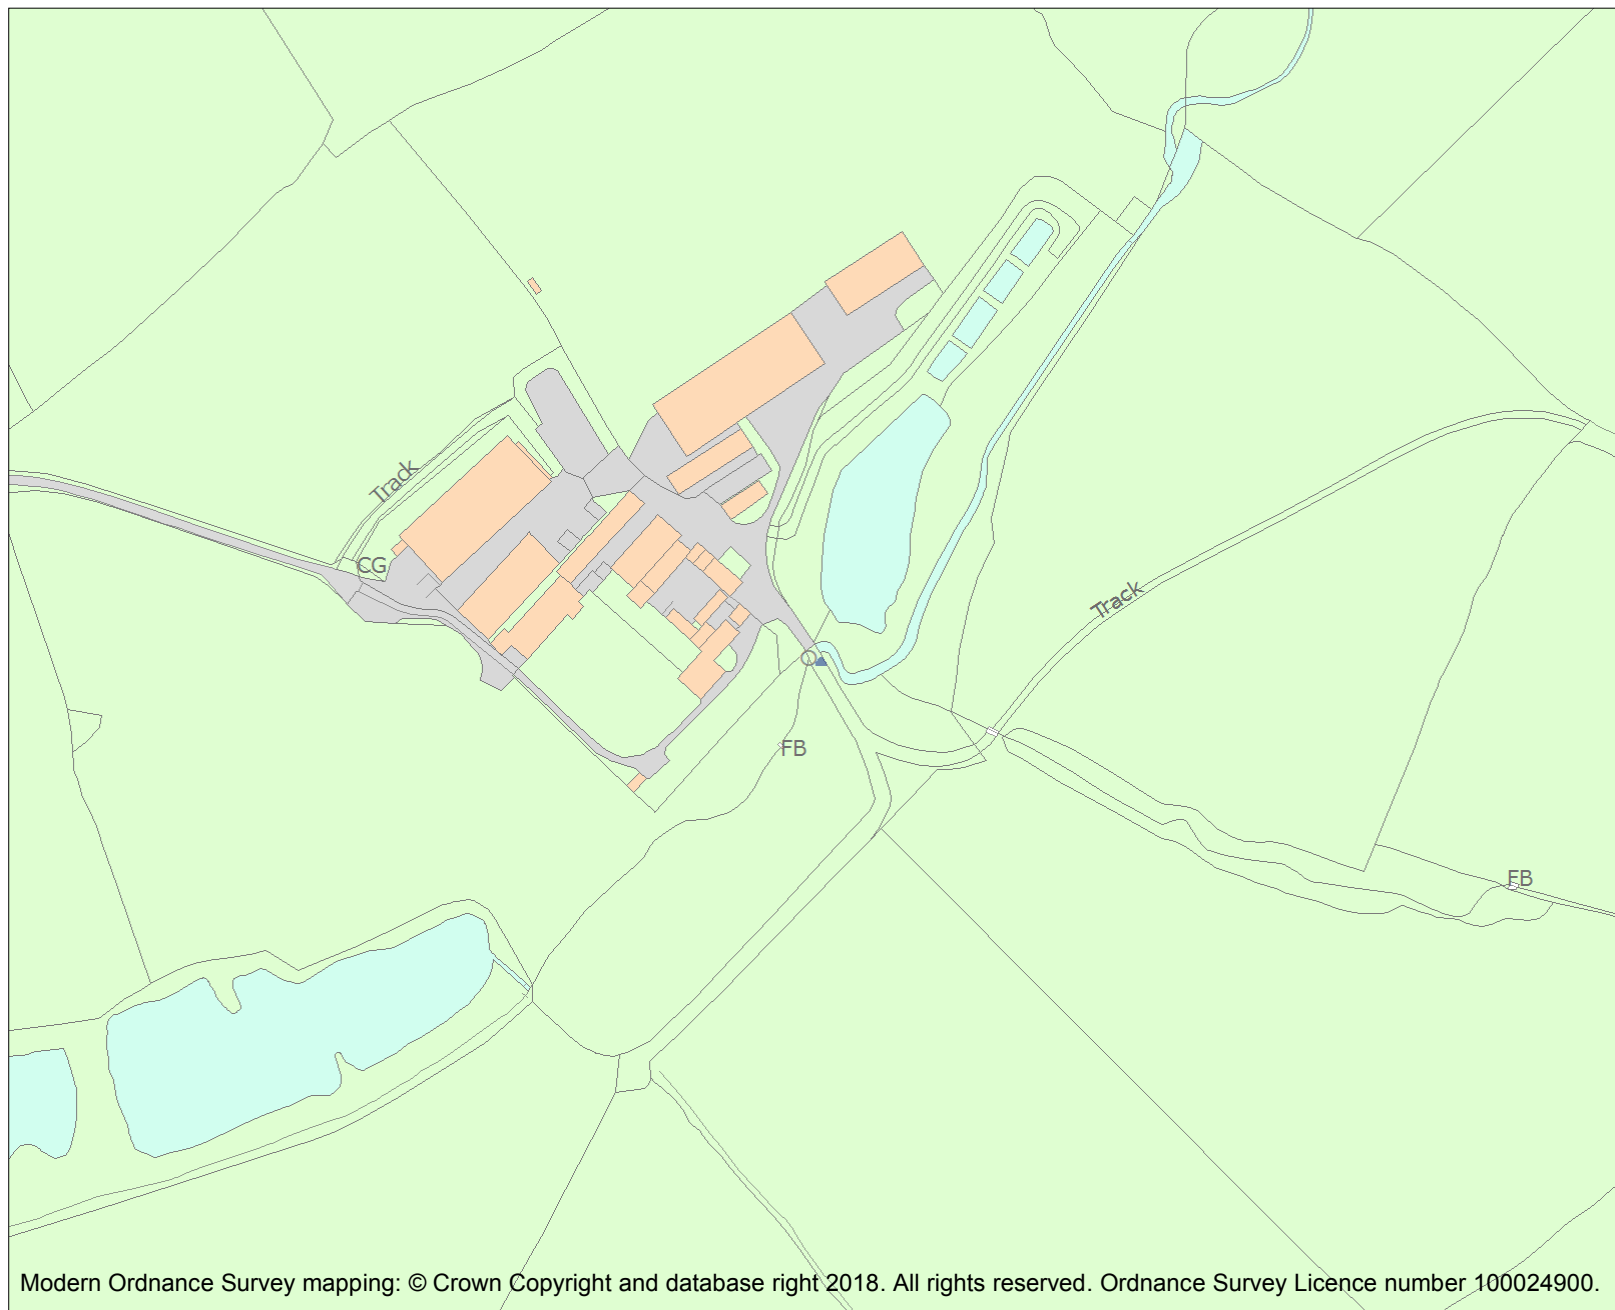 Track
CG
Track
FB
FB
Modern Ordnance Survey mapping: © Crown Copyright and database right 2018. All rights reserved. Ordnance Survey Licence number 100024900.